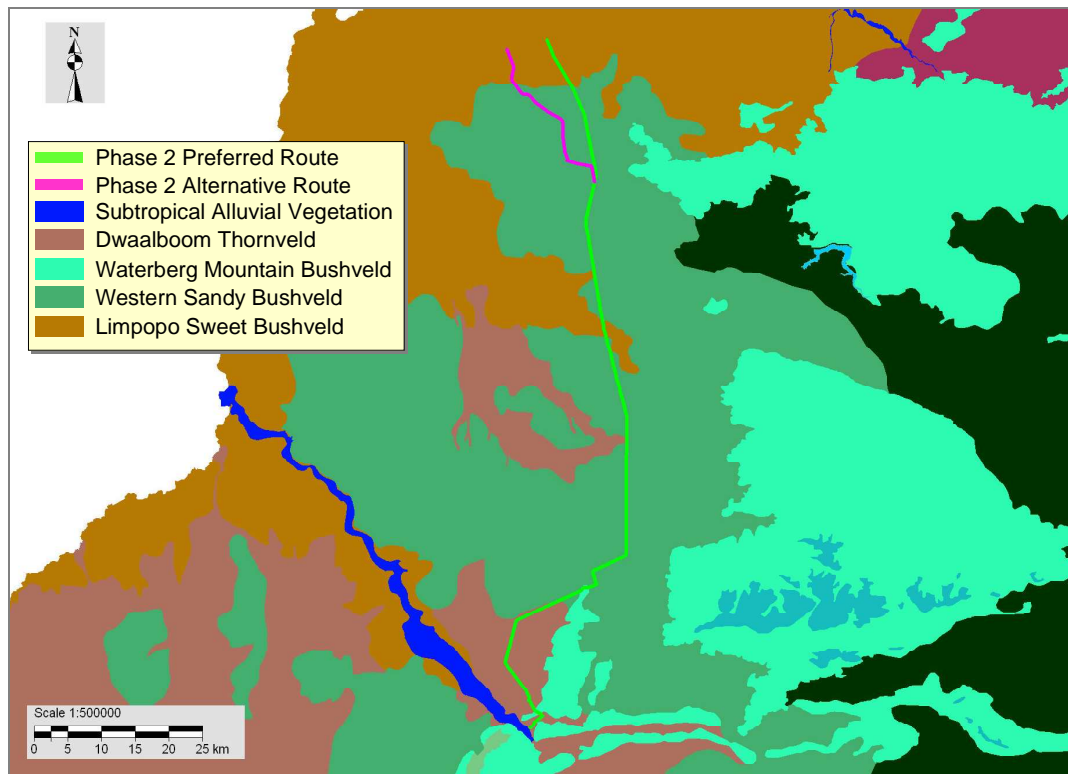 N
Phase 2 Preferred Route
Phase 2 Alternative Route
Subtropical Alluvial Vegetation
Dwaalboom Thornveld
Waterberg Mountain Bushveld
Western Sandy Bushveld
Limpopo Sweet Bushveld
Scale 1:500000
0 5 10 15 20 25 km